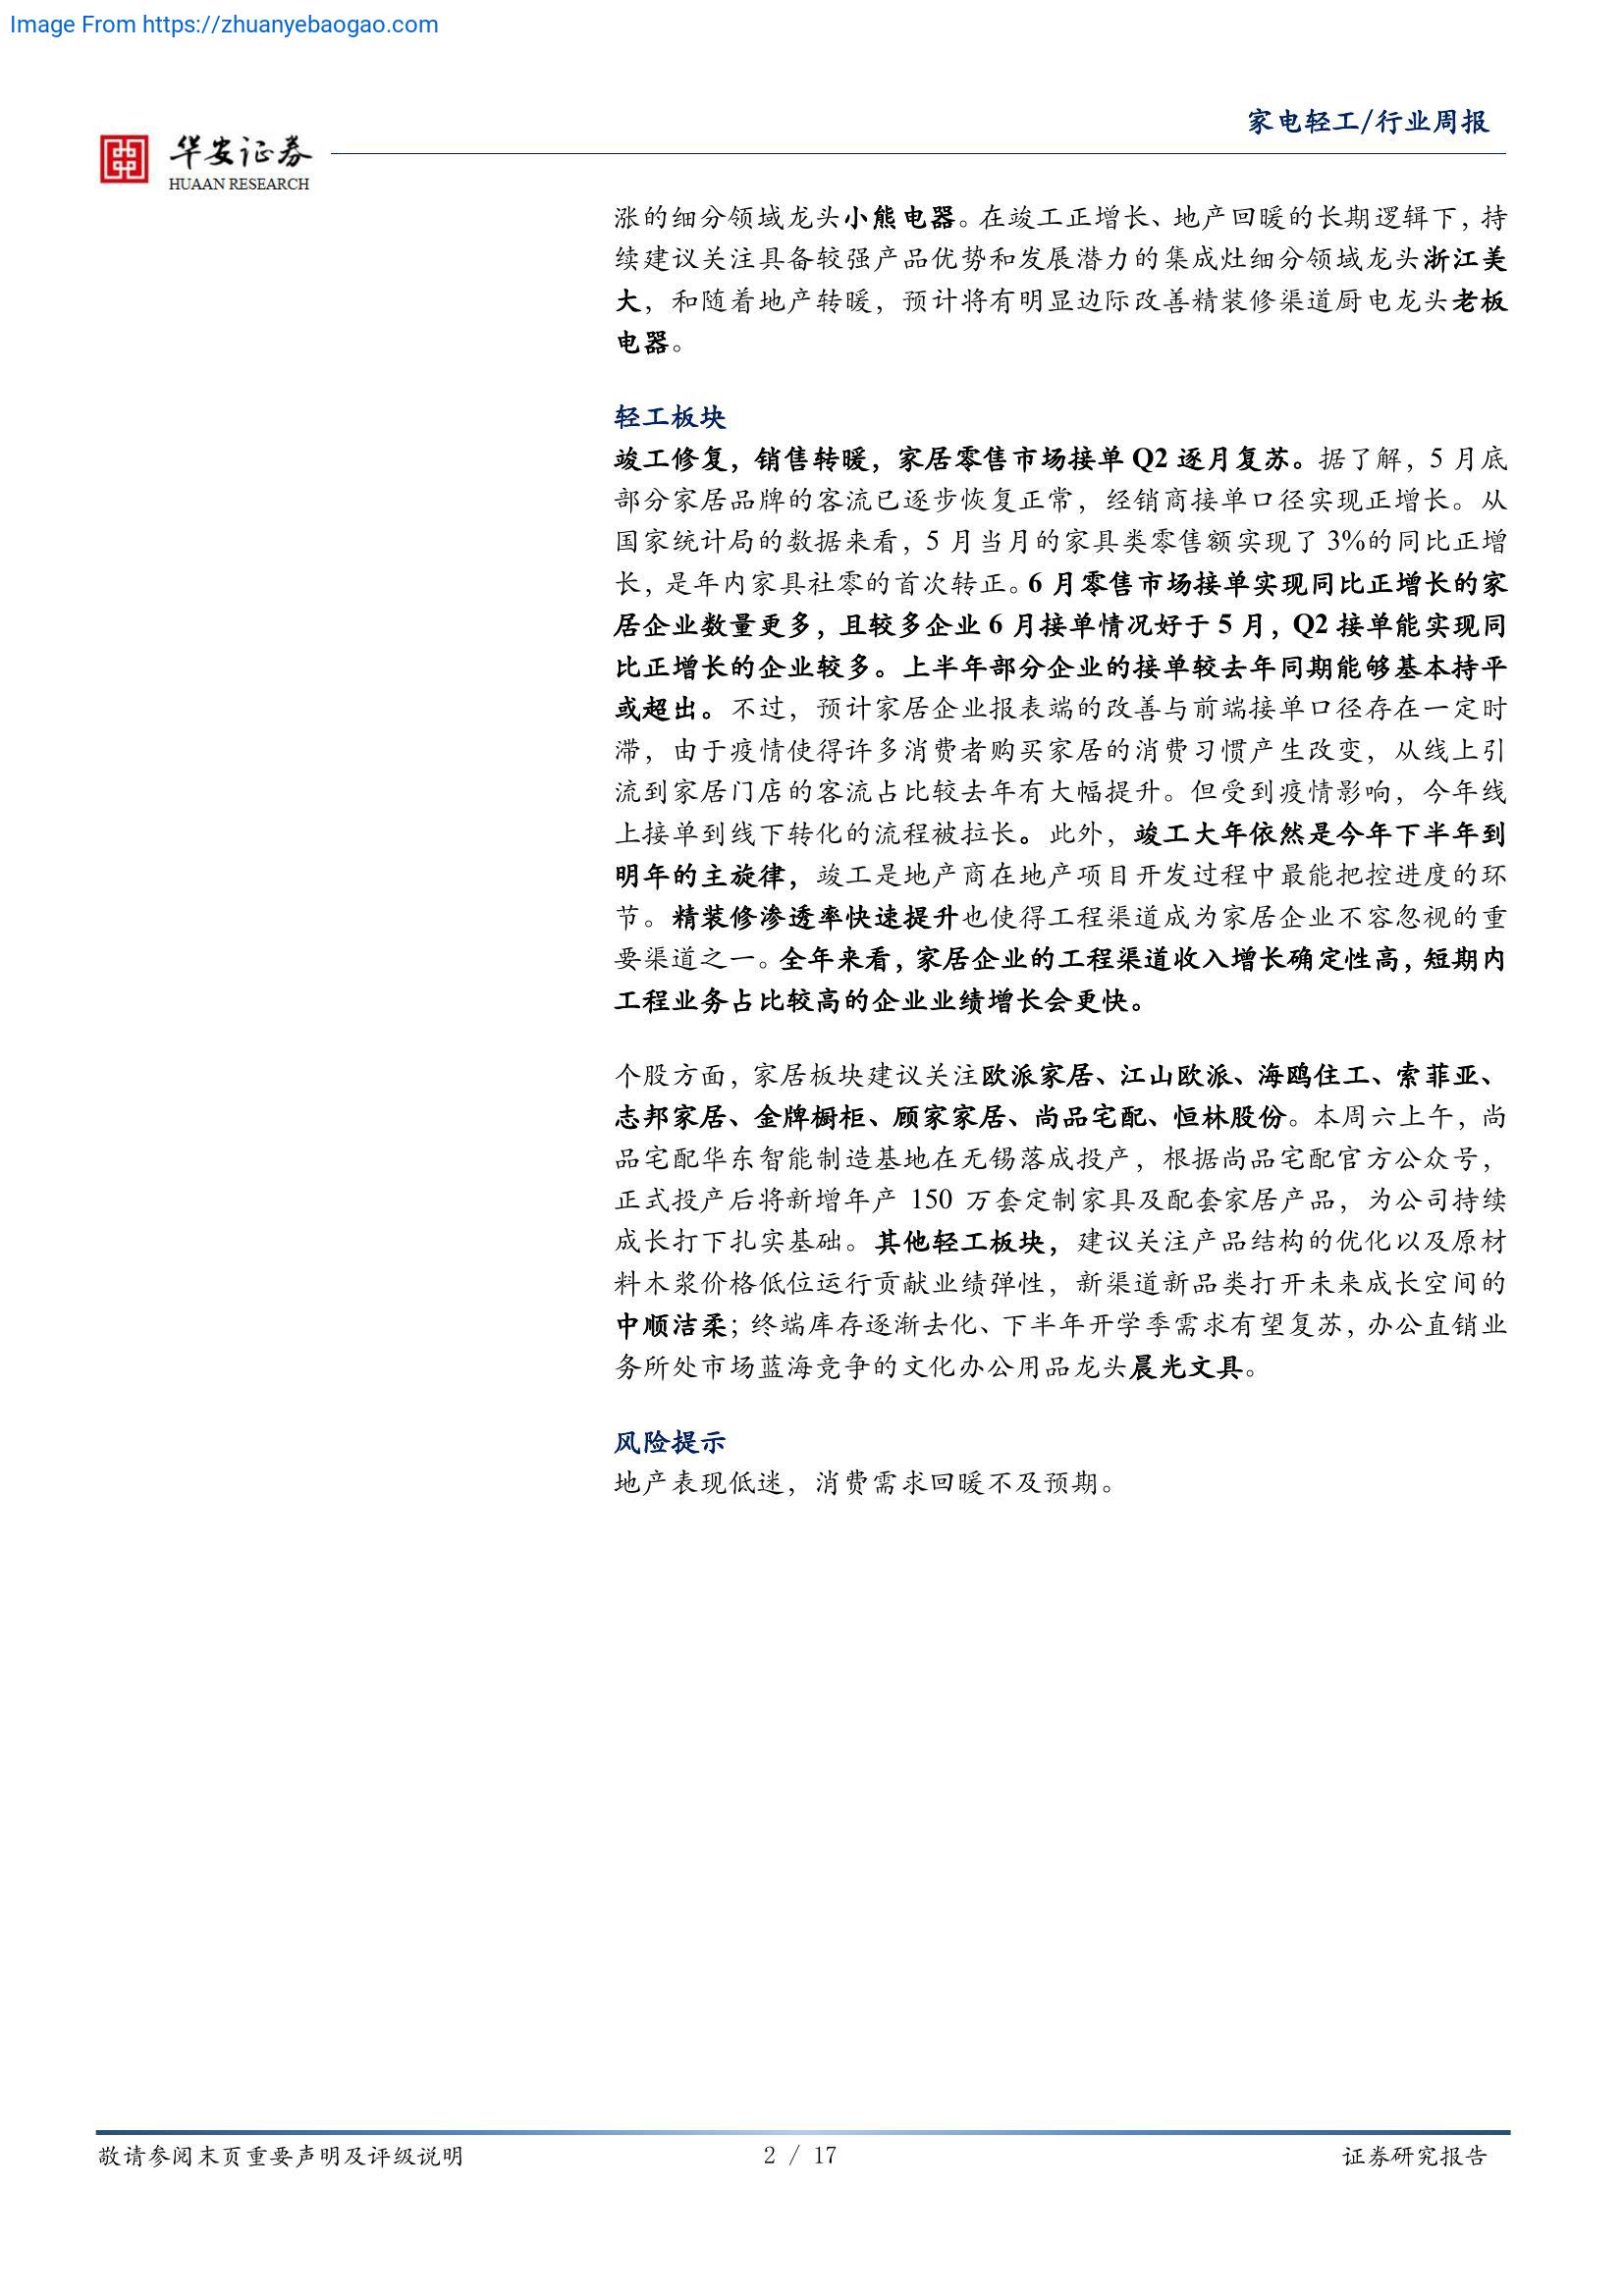 Image From https://zhuanyebaogao.com
家电轻工/行业周报
华安证券
HUAAN RESEARCH
涨的细分领域龙头小熊电器。在竣工正增长、地产回暖的长期逻辑下，持
续建议关注具备较强产品优势和发展潜力的集成灶细分领域龙头浙江美
大，和随着地产转暖，预计将有明显边际改善精装修渠道厨电龙头老板
电器。
轻工板块
竣工修复，销售转暖，家居零售市场接单 Q2 逐月复苏。据了解，5 月底
部分家居品牌的客流已逐步恢复正常，经销商接单口径实现正增长。从
国家统计局的数据来看，5 月当月的家具类零售额实现了 3%的同比正增
长，是年内家具社零的首次转正。6 月零售市场接单实现同比正增长的家
居企业数量更多，且较多企业 6 月接单情况好于 5 月，Q2 接单能实现同
比正增长的企业较多。上半年部分企业的接单较去年同期能够基本持平
或超出。不过，预计家居企业报表端的改善与前端接单口径存在一定时
滞，由于疫情使得许多消费者购买家居的消费习惯产生改变，从线上引
流到家居门店的客流占比较去年有大幅提升。但受到疫情影响，今年线
上接单到线下转化的流程被拉长。此外，竣工大年依然是今年下半年到
明年的主旋律，竣工是地产商在地产项目开发过程中最能把控进度的环
节。精装修渗透率快速提升也使得工程渠道成为家居企业不容忽视的重
要渠道之一。全年来看，家居企业的工程渠道收入增长确定性高，短期内
工程业务占比较高的企业业绩增长会更快。
个股方面，家居板块建议关注欧派家居、江山欧派、海鸥住工、索菲亚、
志邦家居、金牌橱柜、顾家家居、尚品宅配、恒林股份。本周六上午，尚
品宅配华东智能制造基地在无锡落成投产，根据尚品宅配官方公众号，
正式投产后将新增年产 150 万套定制家具及配套家居产品，为公司持续
成长打下扎实基础。其他轻工板块，建议关注产品结构的优化以及原材
料木浆价格低位运行贡献业绩弹性，新渠道新品类打开未来成长空间的
中顺洁柔；终端库存逐渐去化、下半年开学季需求有望复苏，办公直销业
务所处市场蓝海竞争的文化办公用品龙头晨光文具。
风险提示
地产表现低迷，消费需求回暖不及预期。
敬请参阅末页重要声明及评级说明
2 / 17
证券研究报告